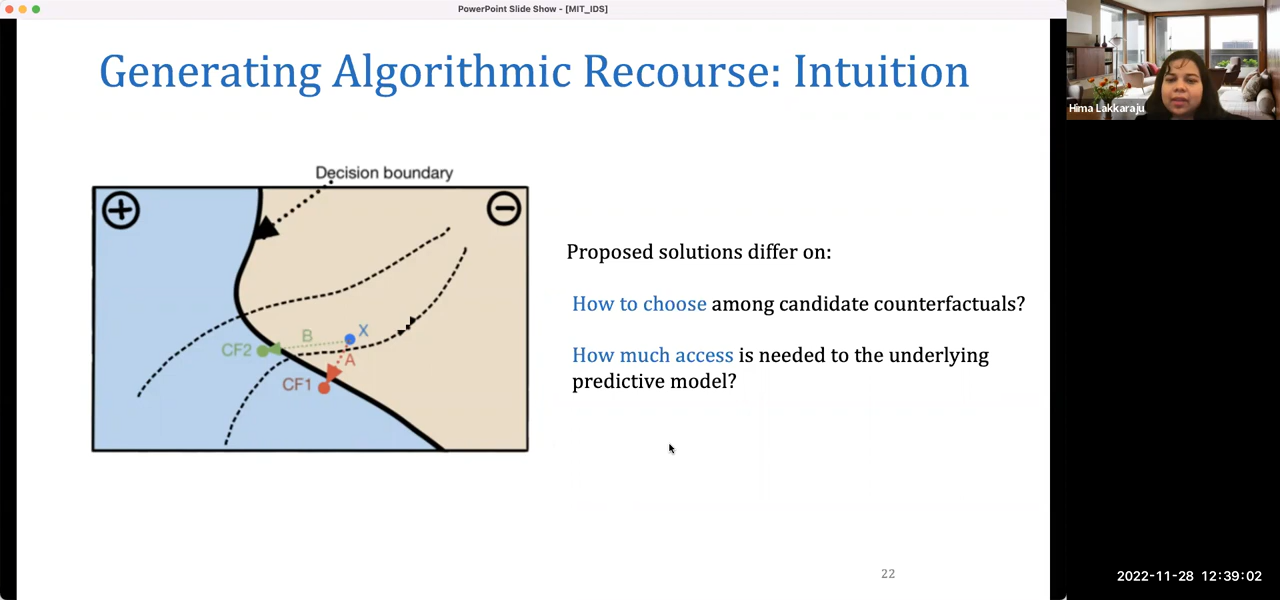 PowerPoint Slide Show - [MIT_IDS]
Generating Algorithmic Recourse: Intuition
Hima Lakkaraju
Decision boundary
+
−
Proposed solutions differ on:
How to choose among candidate counterfactuals?
B
X
CF2
A
CF1
How much access is needed to the underlying
predictive model?
22
2022-11-28 12:39:02